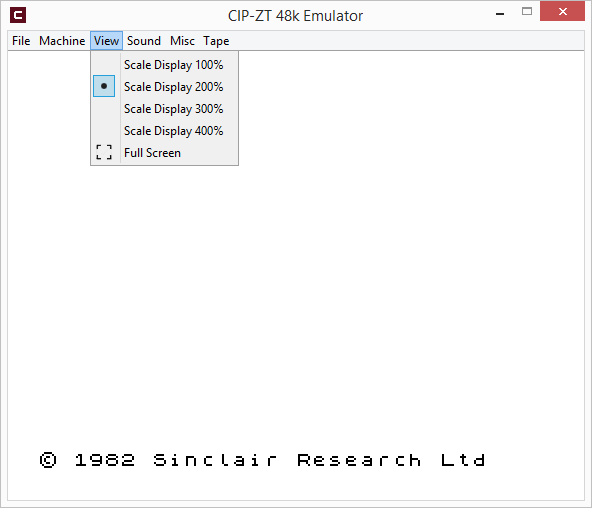 CIP-ZT 48k Emulator
File Machine View Sound Misc Tape
Scale Display 100%
Scale Display 200%
Scale Display 300%
Scale Display 400%
Full Screen
© 1982 Sinclair Research Ltd